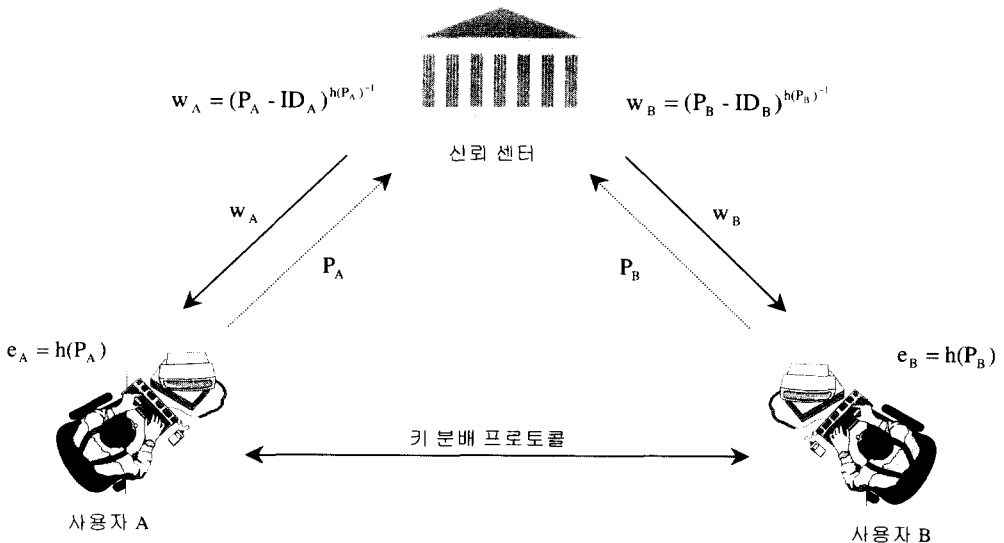 w_A = (P_A - ID_A)^{h(P_A)^{-1}}
w_B = (P_B - ID_B)^{h(P_B)^{-1}}
신뢰 센터
w_A
w_B
P_A
P_B
e_A = h(P_A)
e_B = h(P_B)
키 분배 프로토콜
사용자 A
사용자 B